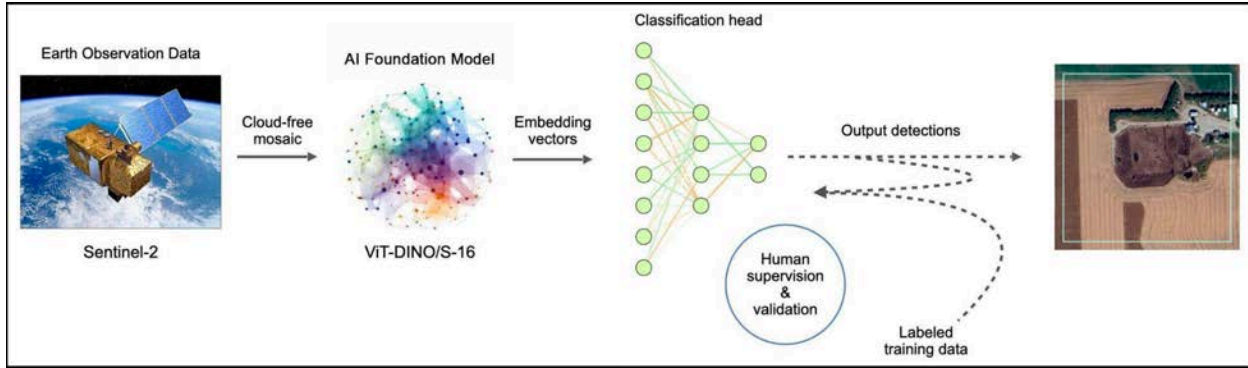 Classification head
Earth Observation Data
AI Foundation Model
Cloud-free
mosaic
Embedding
vectors
Output detections
Sentinel-2
ViT-DINO/S-16
Human
supervision
&
validation
Labeled
training data